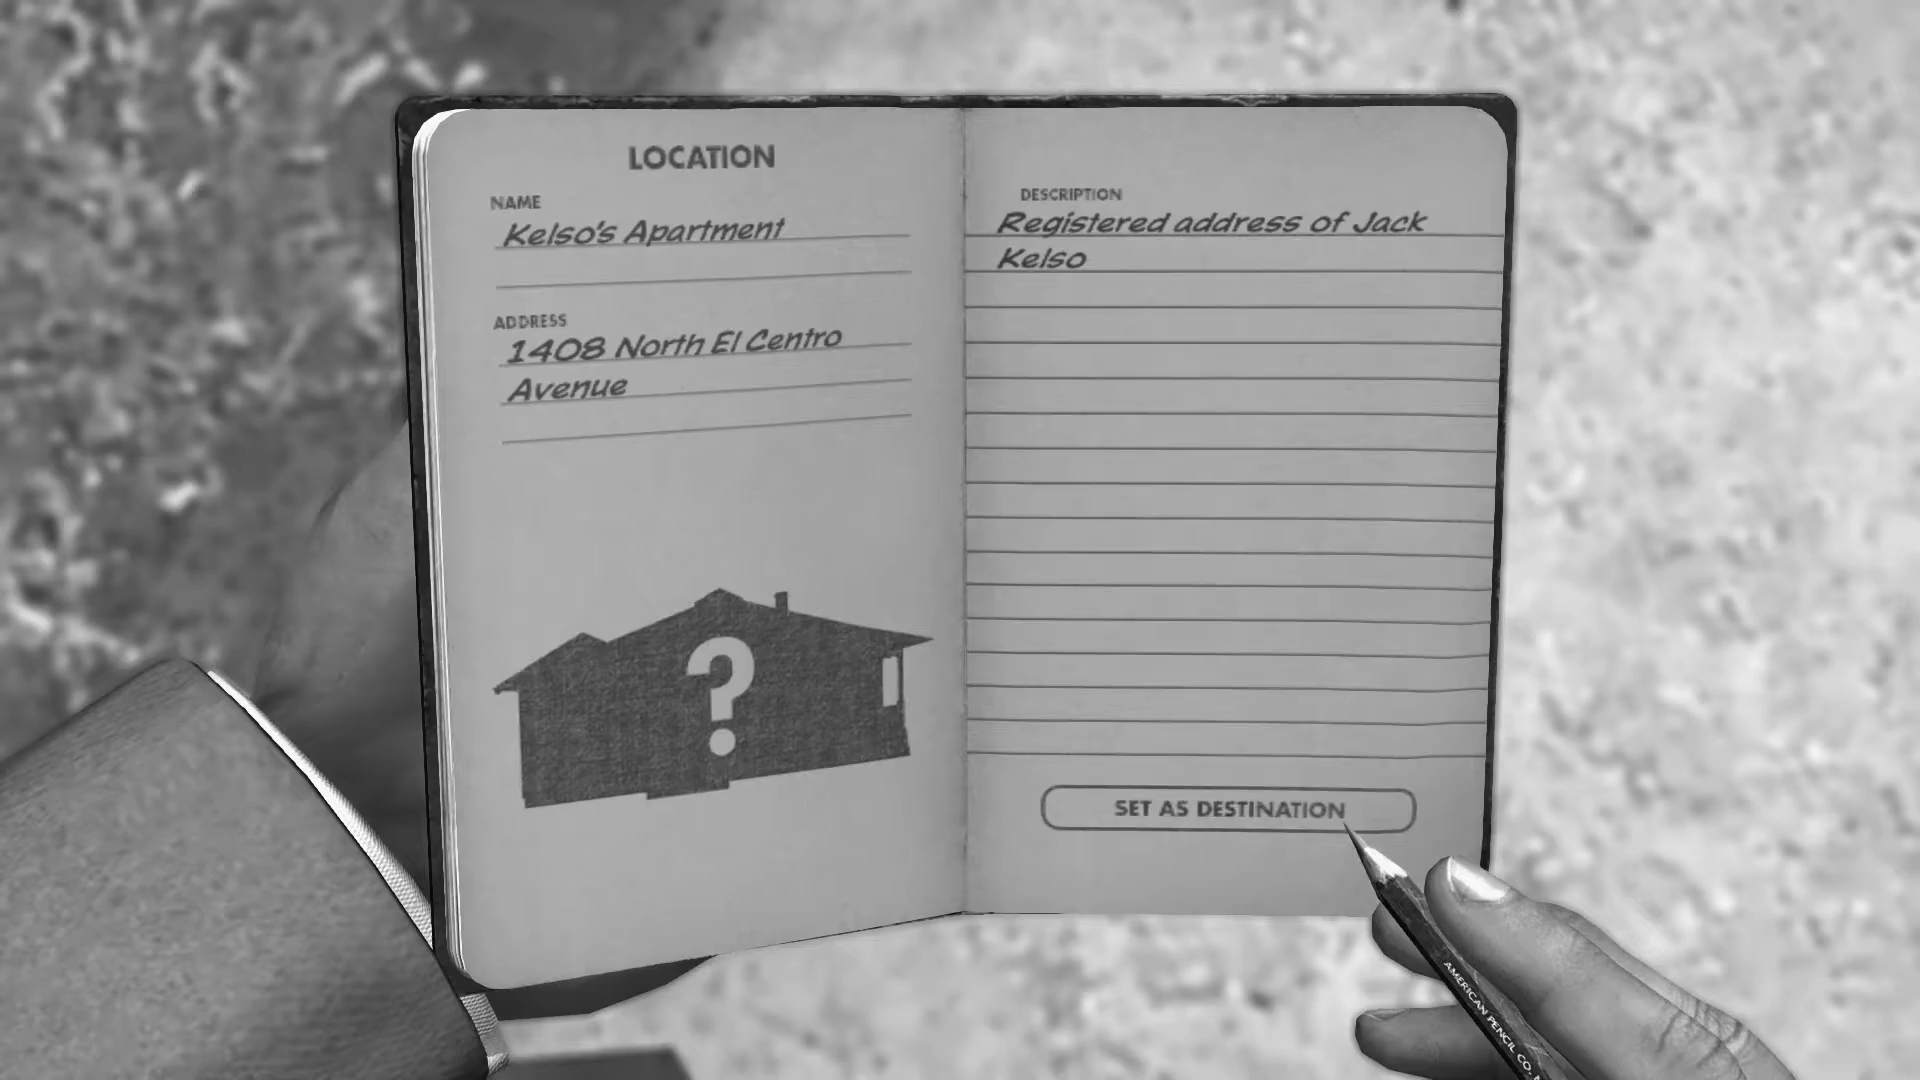 LOCATION
NAME
Kelso's Apartment
ADDRESS
1408 North El Centro
Avenue
?
DESCRIPTION
Registered address of Jack
Kelso
SET AS DESTINATION
AMERICAN PENCIL CO.